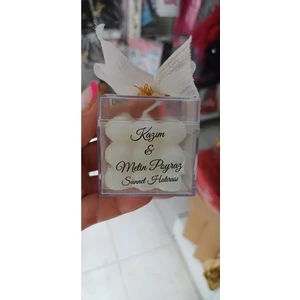 Kazım
&
Metin Poyraz
Sünnet Hatırası